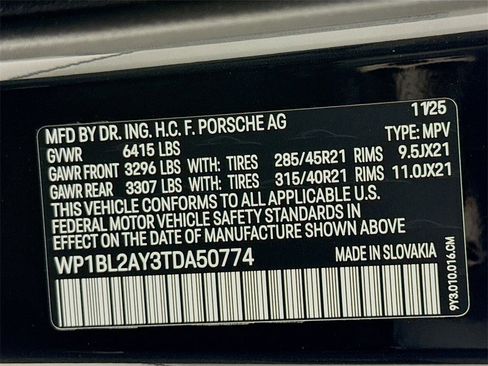 11/25
MFD BY DR. ING. H.C. F. PORSCHE AG
GVWR 6415 LBS TYPE: MPV
GAWR FRONT 3296 LBS WITH: TIRES 285/45R21 RIMS 9.5JX21
GAWR REAR 3307 LBS WITH: TIRES 315/40R21 RIMS 11.0JX21
THIS VEHICLE CONFORMS TO ALL APPLICABLE
FEDERAL MOTOR VEHICLE SAFETY STANDARDS IN
EFFECT ON THE DATE OF MANUFACTURE SHOWN ABOVE
WP1BL2AY3TDA50774 MADE IN SLOVAKIA
9Y3.010.016.CM